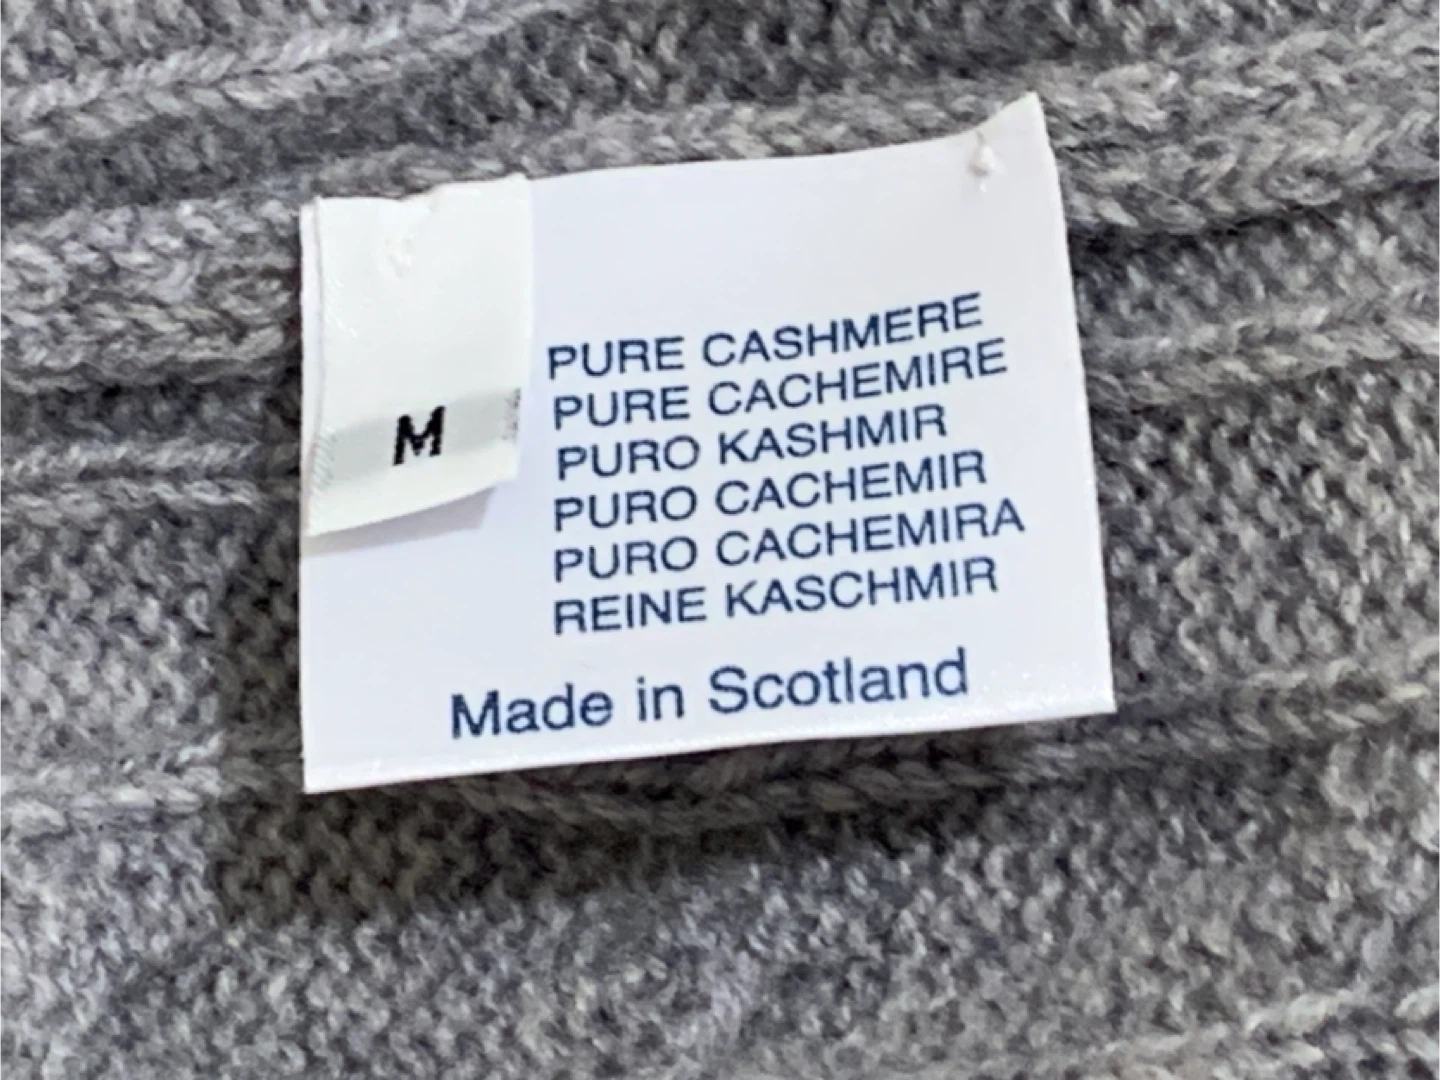 M
PURE CASHMERE
PURE CACHEMIRE
PURO KASHMIR
PURO CACHEMIR
PURO CACHEMIRA
REINE KASCHMIR
Made in Scotland